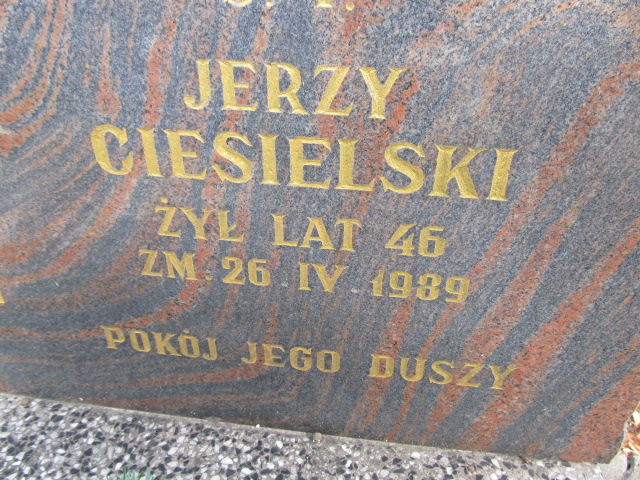 JERZY
CIESIELSKI
ŻYŁ LAT 46
ZM. 26 IV 1989
POKÓJ JEGO DUSZY